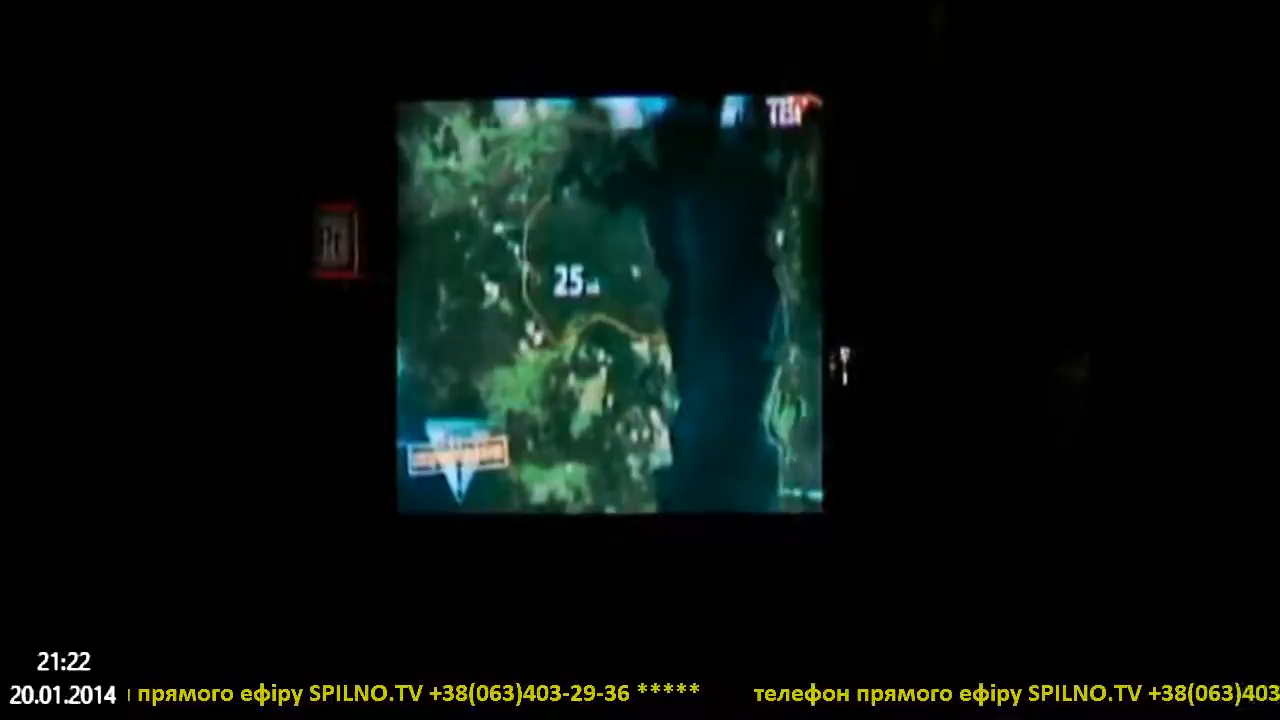 25
21:22
20.01.2014
прямого ефіру SPILNO.TV +38(063)403-29-36 ***** телефон прямого ефіру SPILNO.TV +38(063)403